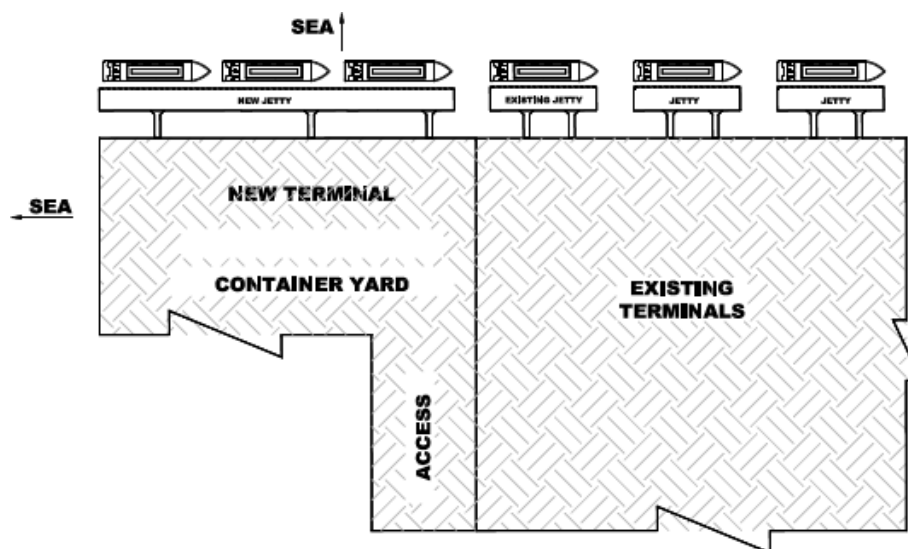 SEA
NEW JETTY
EXISTING JETTY
JETTY
JETTY
NEW TERMINAL
SEA
CONTAINER YARD
EXISTING
TERMINALS
ACCESS